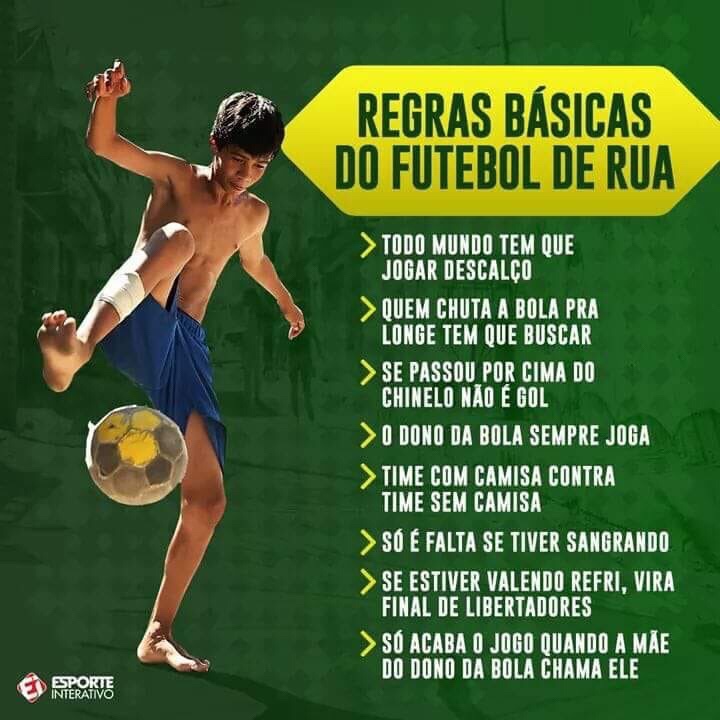 REGRAS BÁSICAS
DO FUTEBOL DE RUA
TODO MUNDO TEM QUE
JOGAR DESCALÇO
QUEM CHUTA A BOLA PRA
LONGE TEM QUE BUSCAR
SE PASSOU POR CIMA DO
CHINELO NÃO É GOL
O DONO DA BOLA SEMPRE JOGA
TIME COM CAMISA CONTRA
TIME SEM CAMISA
SÓ É FALTA SE TIVER SANGRANDO
SE ESTIVER VALENDO REFRI, VIRA
FINAL DE LIBERTADORES
SÓ ACABA O JOGO QUANDO A MÃE
DO DONO DA BOLA CHAMA ELE
EI ESPORTE
INTERATIVO